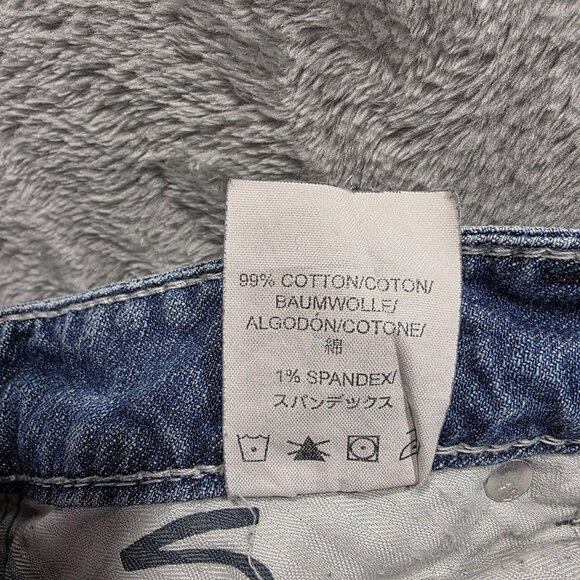 99% COTTON/COTON/
BAUMWOLLE/
ALGODÓN/COTONE/
綿
1% SPANDEX/
スパンデックス